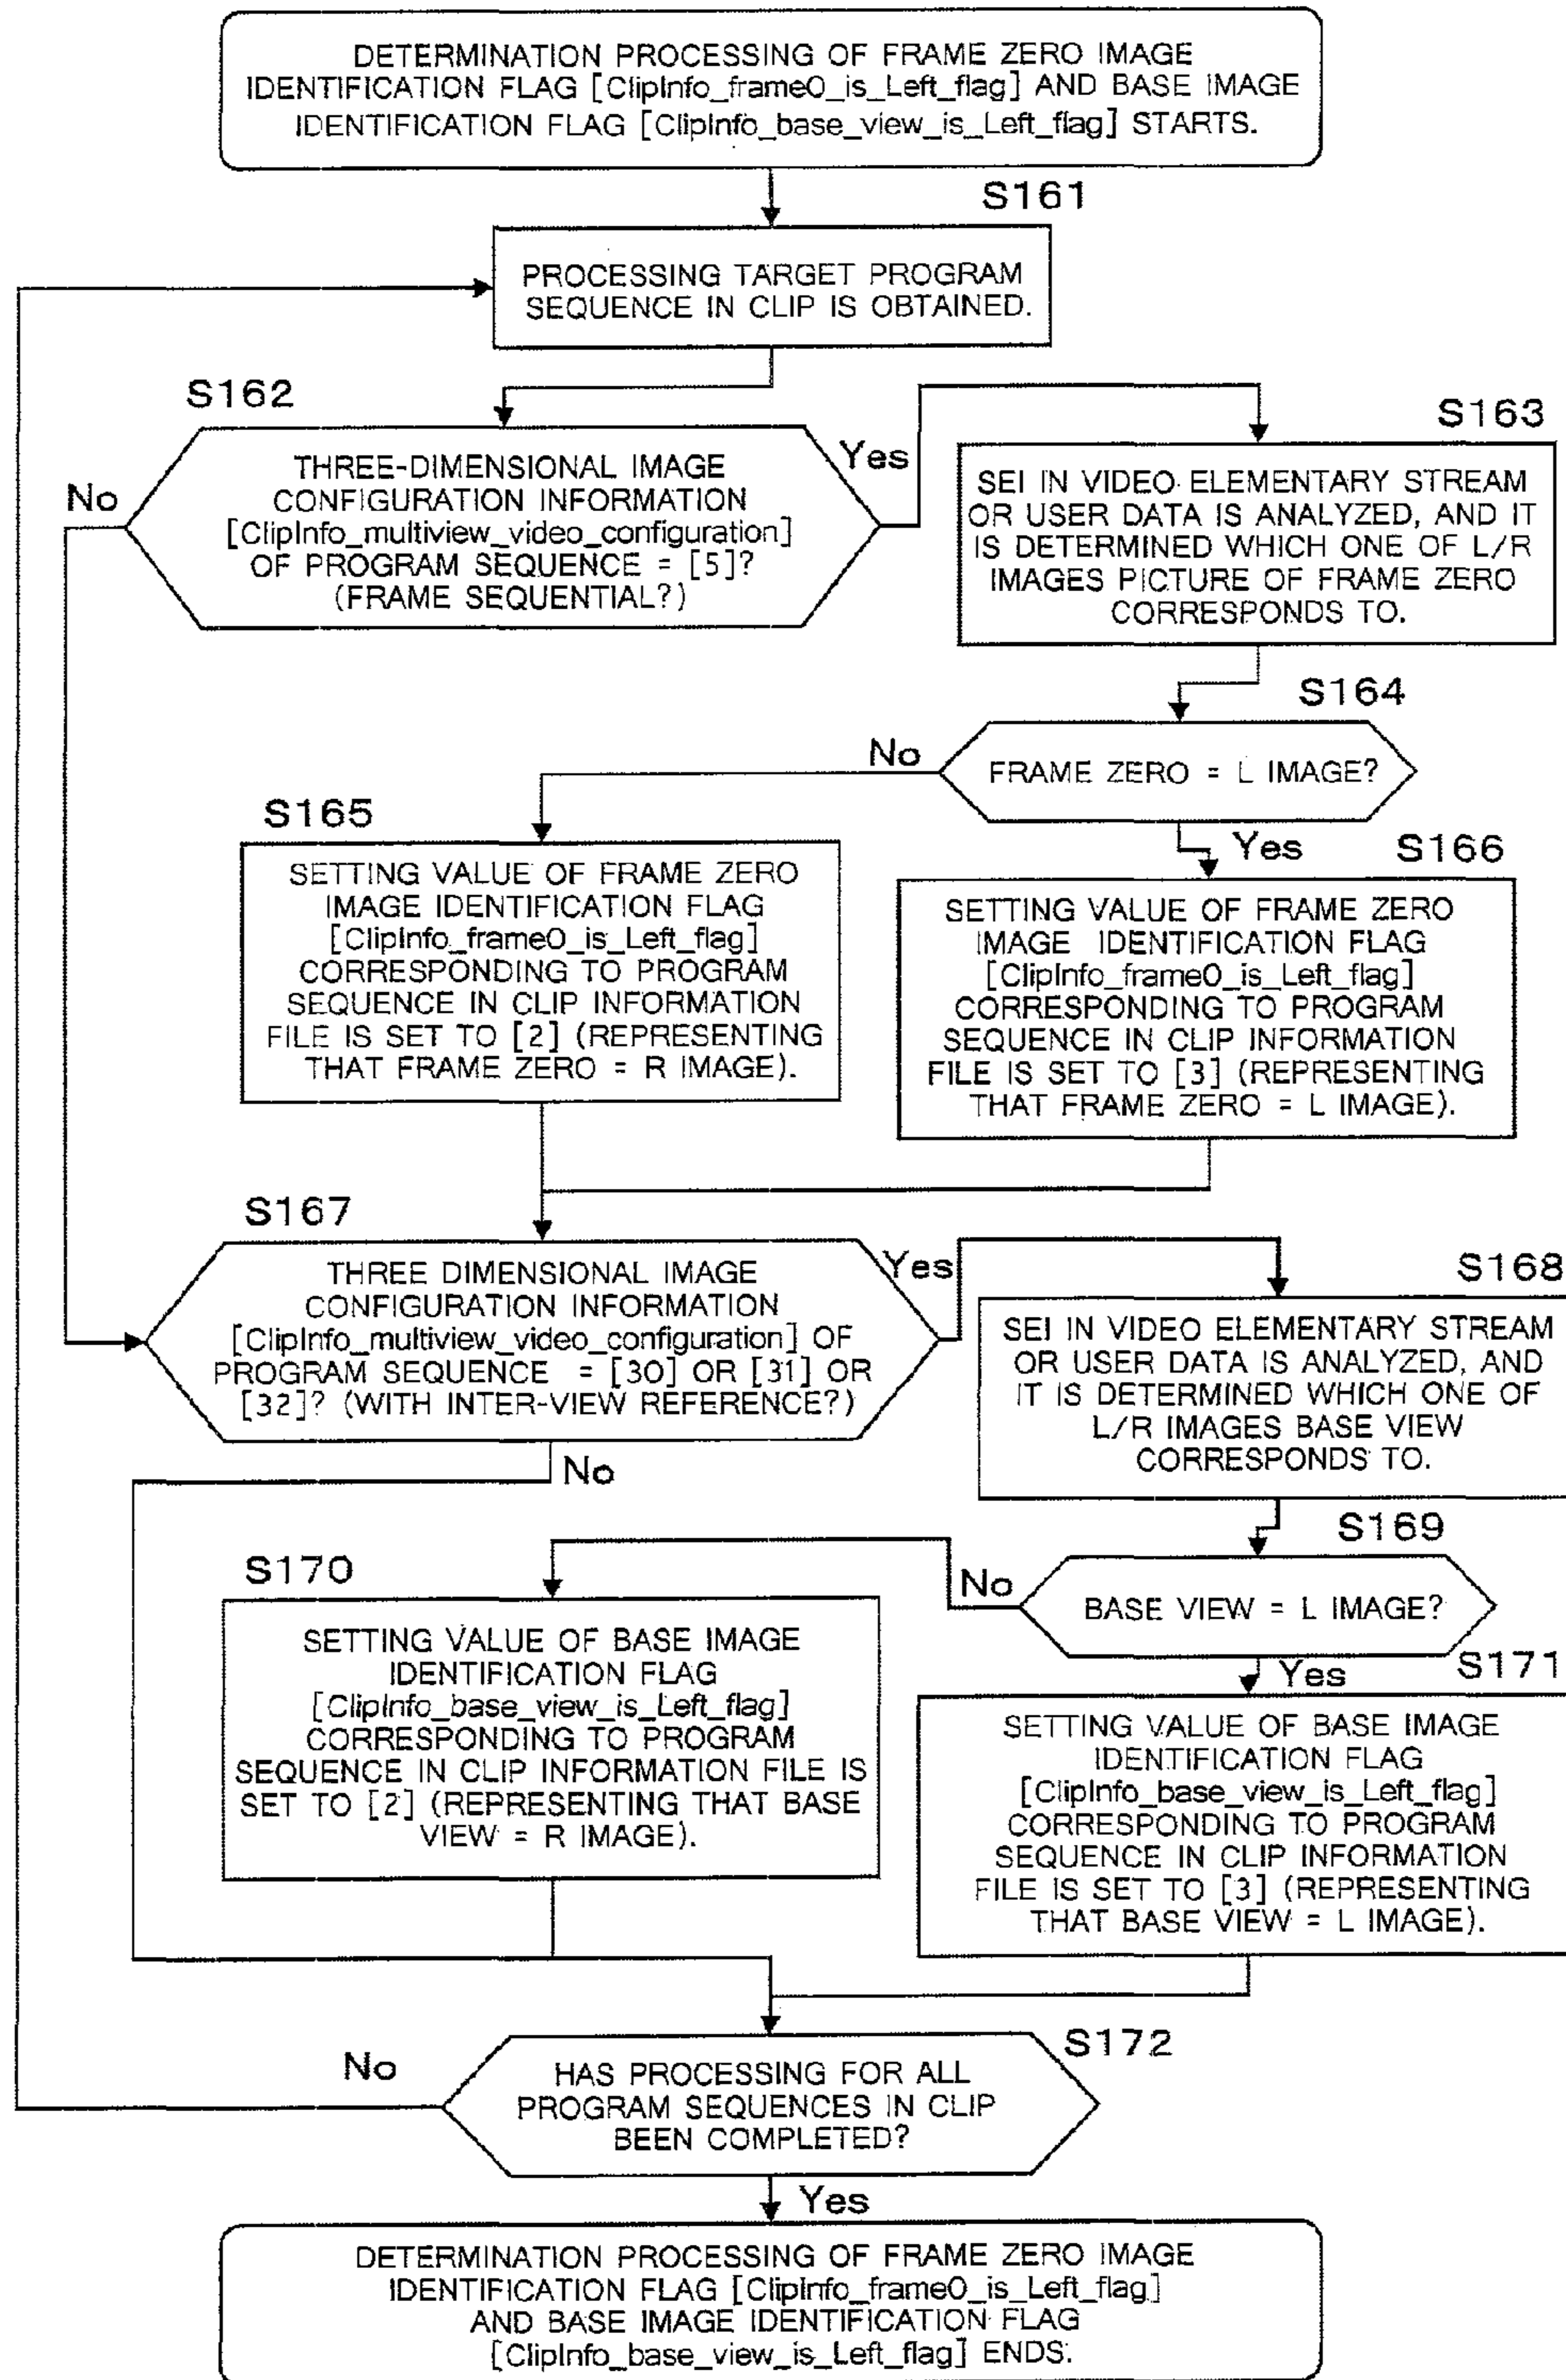 DETERMINATION PROCESSING OF FRAME ZERO IMAGE
IDENTIFICATION FLAG [ClipInfo_frame0_is_Left_flag] AND BASE IMAGE
IDENTIFICATION FLAG [ClipInfo_base_view_is_Left_flag] STARTS.
S161
PROCESSING TARGET PROGRAM
SEQUENCE IN CLIP IS OBTAINED.
S162
THREE-DIMENSIONAL IMAGE
CONFIGURATION INFORMATION
[ClipInfo_multiview_video_configuration]
OF PROGRAM SEQUENCE = [5]?
(FRAME SEQUENTIAL?)
No
Yes
S163
SEI IN VIDEO ELEMENTARY STREAM
OR USER DATA IS ANALYZED, AND IT
IS DETERMINED WHICH ONE OF L/R
IMAGES PICTURE OF FRAME ZERO
CORRESPONDS TO.
S164
FRAME ZERO = L IMAGE?
No
Yes
S165
SETTING VALUE OF FRAME ZERO
IMAGE IDENTIFICATION FLAG
[ClipInfo_frame0_is_Left_flag]
CORRESPONDING TO PROGRAM
SEQUENCE IN CLIP INFORMATION
FILE IS SET TO [2] (REPRESENTING
THAT FRAME ZERO = R IMAGE).
S166
SETTING VALUE OF FRAME ZERO
IMAGE IDENTIFICATION FLAG
[ClipInfo_frame0_is_Left_flag]
CORRESPONDING TO PROGRAM
SEQUENCE IN CLIP INFORMATION
FILE IS SET TO [3] (REPRESENTING
THAT FRAME ZERO = L IMAGE).
S167
THREE DIMENSIONAL IMAGE
CONFIGURATION INFORMATION
[ClipInfo_multiview_video_configuration] OF
PROGRAM SEQUENCE = [30] OR [31] OR
[32]? (WITH INTER-VIEW REFERENCE?)
Yes
No
S168
SEI IN VIDEO ELEMENTARY STREAM
OR USER DATA IS ANALYZED, AND
IT IS DETERMINED WHICH ONE OF
L/R IMAGES BASE VIEW
CORRESPONDS TO.
S169
BASE VIEW = L IMAGE?
No
Yes
S170
SETTING VALUE OF BASE IMAGE
IDENTIFICATION FLAG
[ClipInfo_base_view_is_Left_flag]
CORRESPONDING TO PROGRAM
SEQUENCE IN CLIP INFORMATION FILE IS
SET TO [2] (REPRESENTING THAT BASE
VIEW = R IMAGE).
S171
SETTING VALUE OF BASE IMAGE
IDENTIFICATION FLAG
[ClipInfo_base_view_is_Left_flag]
CORRESPONDING TO PROGRAM
SEQUENCE IN CLIP INFORMATION
FILE IS SET TO [3] (REPRESENTING
THAT BASE VIEW = L IMAGE).
S172
HAS PROCESSING FOR ALL
PROGRAM SEQUENCES IN CLIP
BEEN COMPLETED?
No
Yes
DETERMINATION PROCESSING OF FRAME ZERO IMAGE
IDENTIFICATION FLAG [ClipInfo_frame0_is_Left_flag]
AND BASE IMAGE IDENTIFICATION FLAG
[ClipInfo_base_view_is_Left_flag] ENDS.